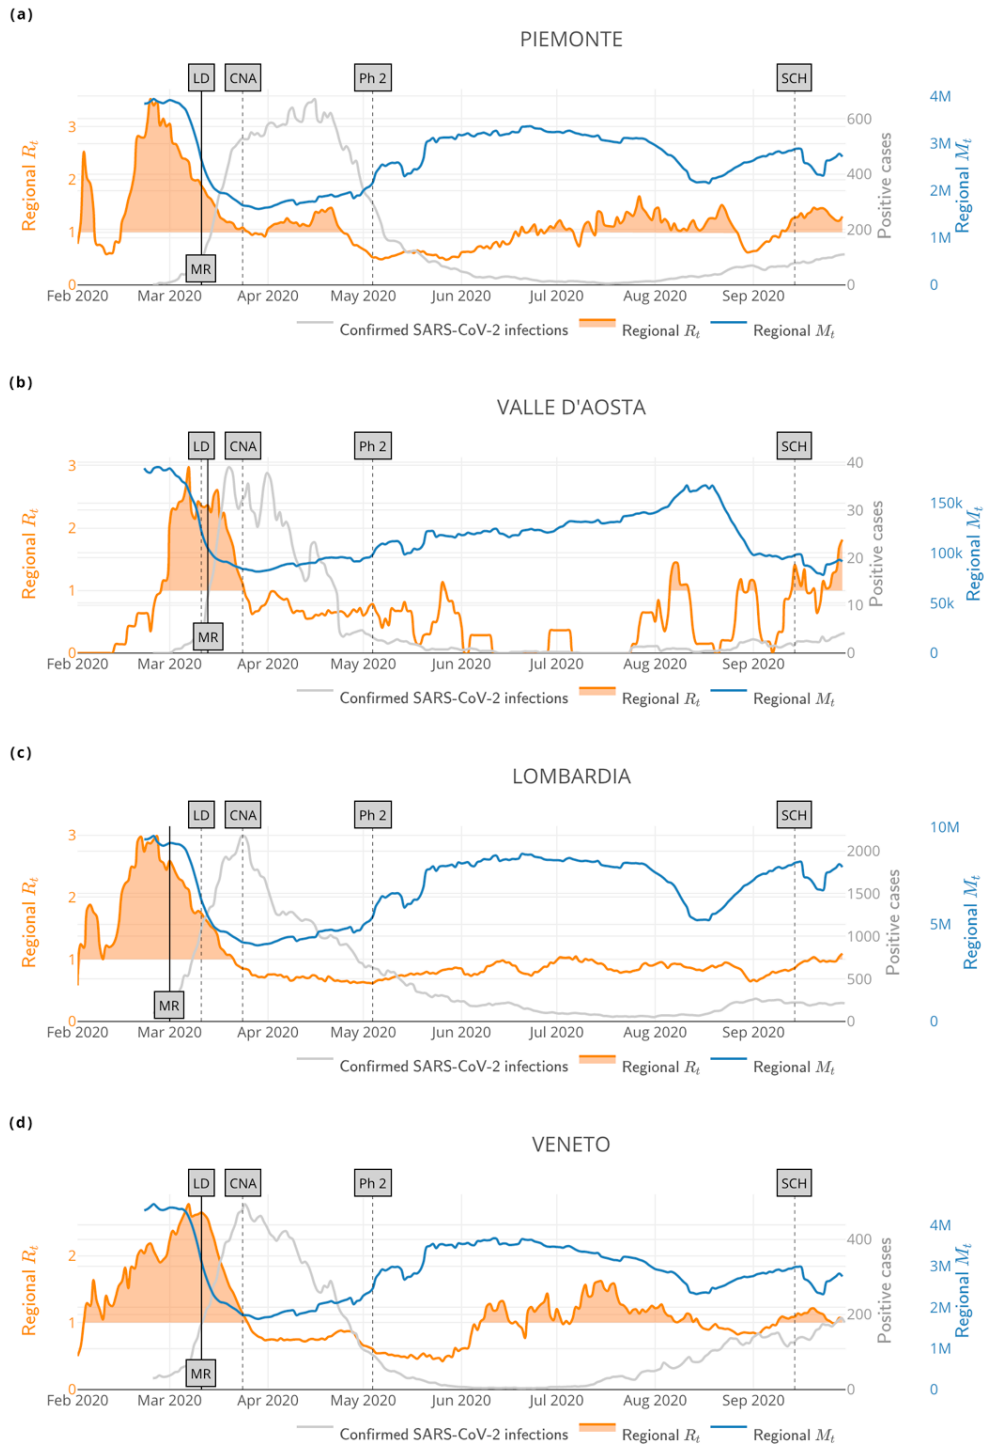 (a)
PIEMONTE
LD CNA Ph 2 SCH
4M
600
3
3M
400
2
2M
200
1
1M
MR
0 0 0
Regional Rt
Positive cases
Regional Mt
Feb 2020 Mar 2020 Apr 2020 May 2020 Jun 2020 Jul 2020 Aug 2020 Sep 2020
Confirmed SARS-CoV-2 infections Regional Rt Regional Mt
(b)
VALLE D'AOSTA
LD CNA Ph 2 SCH
3 40
150k
30
2
100k
20
1
50k
10
MR
0 0 0
Regional Rt
Positive cases
Regional Mt
Feb 2020 Mar 2020 Apr 2020 May 2020 Jun 2020 Jul 2020 Aug 2020 Sep 2020
Confirmed SARS-CoV-2 infections Regional Rt Regional Mt
(c)
LOMBARDIA
LD CNA Ph 2 SCH
10M
3
2000
1500
2
5M
1000
1
500
MR
0 0 0
Regional Rt
Positive cases
Regional Mt
Feb 2020 Mar 2020 Apr 2020 May 2020 Jun 2020 Jul 2020 Aug 2020 Sep 2020
Confirmed SARS-CoV-2 infections Regional Rt Regional Mt
(d)
VENETO
LD CNA Ph 2 SCH
4M
400
2
3M
200
2M
1
1M
MR
0 0 0
Regional Rt
Positive cases
Regional Mt
Feb 2020 Mar 2020 Apr 2020 May 2020 Jun 2020 Jul 2020 Aug 2020 Sep 2020
Confirmed SARS-CoV-2 infections Regional Rt Regional Mt